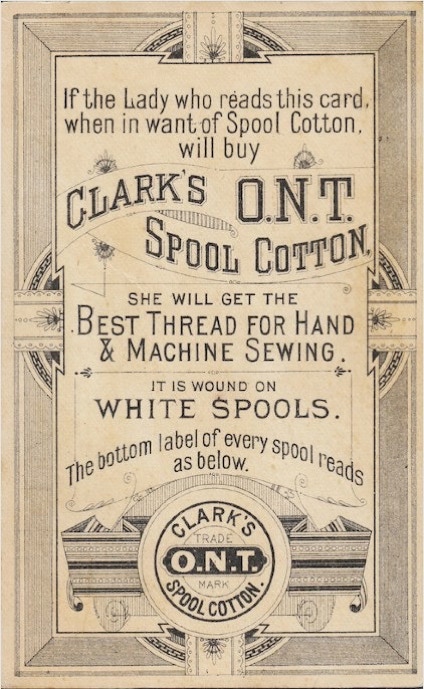 If the Lady who reads this card,
when in want of Spool Cotton,
will buy
CLARK'S O.N.T.
SPOOL COTTON,
SHE WILL GET THE
BEST THREAD FOR HAND
& MACHINE SEWING.
IT IS WOUND ON
WHITE SPOOLS.
The bottom label of every spool reads
as below.
CLARK'S
TRADE
O.N.T.
MARK
SPOOL COTTON.